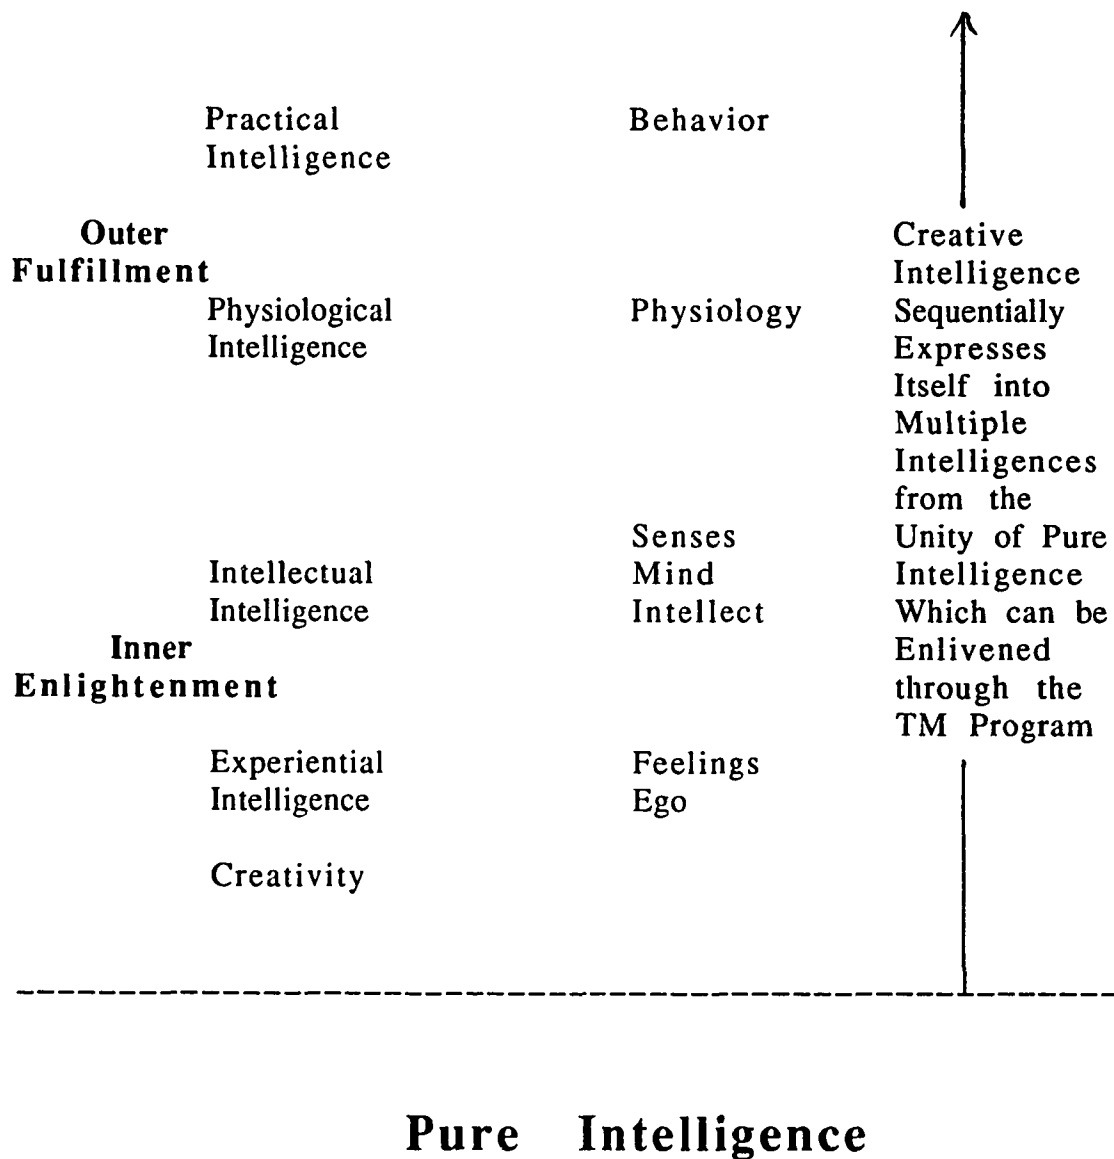 Practical
Intelligence
Behavior
Outer
Fulfillment
Physiological
Intelligence
Physiology
Intellectual
Intelligence
Senses
Mind
Intellect
Inner
Enlightenment
Experiential
Intelligence
Feelings
Ego
Creativity
Creative
Intelligence
Sequentially
Expresses
Itself into
Multiple
Intelligences
from the
Unity of Pure
Intelligence
Which can be
Enlivened
through the
TM Program
Pure Intelligence